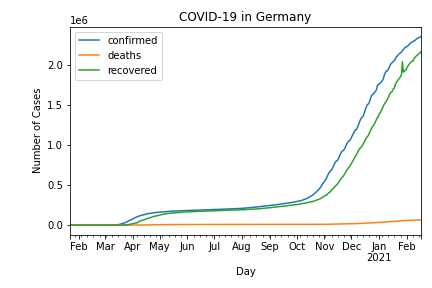 COVID-19 in Germany
1e6
confirmed
deaths
recovered
Number of Cases
2.0
1.5
1.0
0.5
0.0
Feb Mar Apr May Jun Jul Aug Sep Oct Nov Dec Jan Feb
2021
Day